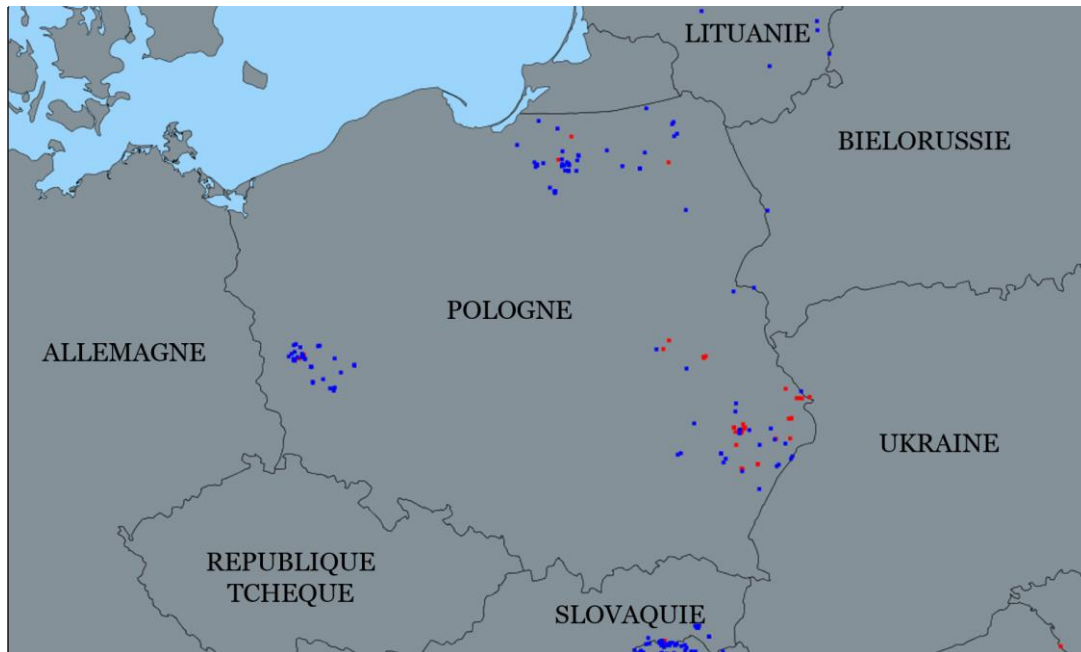 LITUANIE
BIELORUSSIE
POLOGNE
ALLEMAGNE
UKRAINE
REPUBLIQUE
TCHEQUE
SLOVAQUIE